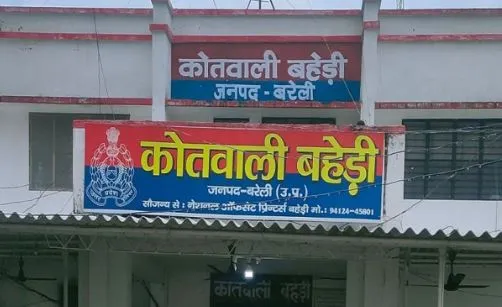 कोतवाली बहेड़ी
जनपद - बरेली
कोतवाली बहेड़ी
जनपद-बरेली (उ.प्र.)
सौजन्य से : नेशनल ऑफसेट प्रिन्टर्स बहेड़ी मो.: 94124-45801
कोतवाली बहेड़ी